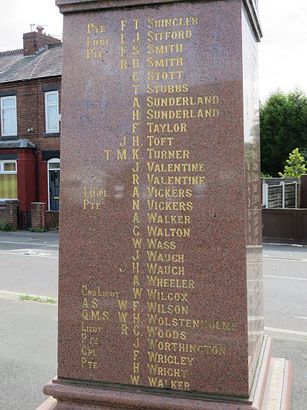 PTE F T SHINGLER
LIEUT L J SITFORD
PTE F S SMITH
R H SMITH
G STOTT
T STUBBS
A SUNDERLAND
H SUNDERLAND
F TAYLOR
J H TOFT
T M K TURNER
J VALENTINE
R VALENTINE
L.CPL A VICKERS
PTE N VICKERS
A WALKER
G WALTON
W WASS
J WAUGH
J H WAUGH
A WHEELER
2ND LIEUT W WILCOX
A.S. W F WILSON
Q.M.S. W H WOLSTENHOLME
LIEUT R G WOODS
PTE J WORTHINGTON
CPL F WRIGLEY
PTE H WRIGHT
W WALKER